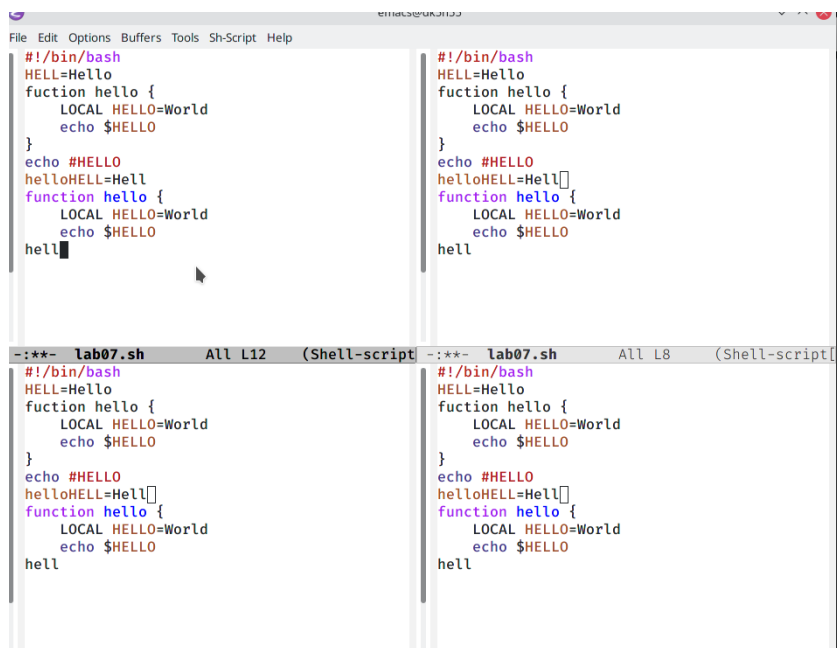 emacs@dk3n55
File Edit Options Buffers Tools Sh-Script Help
#!/bin/bash
HELL=Hello
fuction hello {
    LOCAL HELLO=World
    echo $HELLO
}
echo #HELLO
helloHELL=Hell
function hello {
    LOCAL HELLO=World
    echo $HELLO
hell
-:**- lab07.sh All L12 (Shell-script
#!/bin/bash
HELL=Hello
fuction hello {
    LOCAL HELLO=World
    echo $HELLO
}
echo #HELLO
helloHELL=Hell
function hello {
    LOCAL HELLO=World
    echo $HELLO
hell
-:**- lab07.sh All L8 (Shell-script[
#!/bin/bash
HELL=Hello
fuction hello {
    LOCAL HELLO=World
    echo $HELLO
}
echo #HELLO
helloHELL=Hell
function hello {
    LOCAL HELLO=World
    echo $HELLO
hell
#!/bin/bash
HELL=Hello
fuction hello {
    LOCAL HELLO=World
    echo $HELLO
}
echo #HELLO
helloHELL=Hell
function hello {
    LOCAL HELLO=World
    echo $HELLO
hell